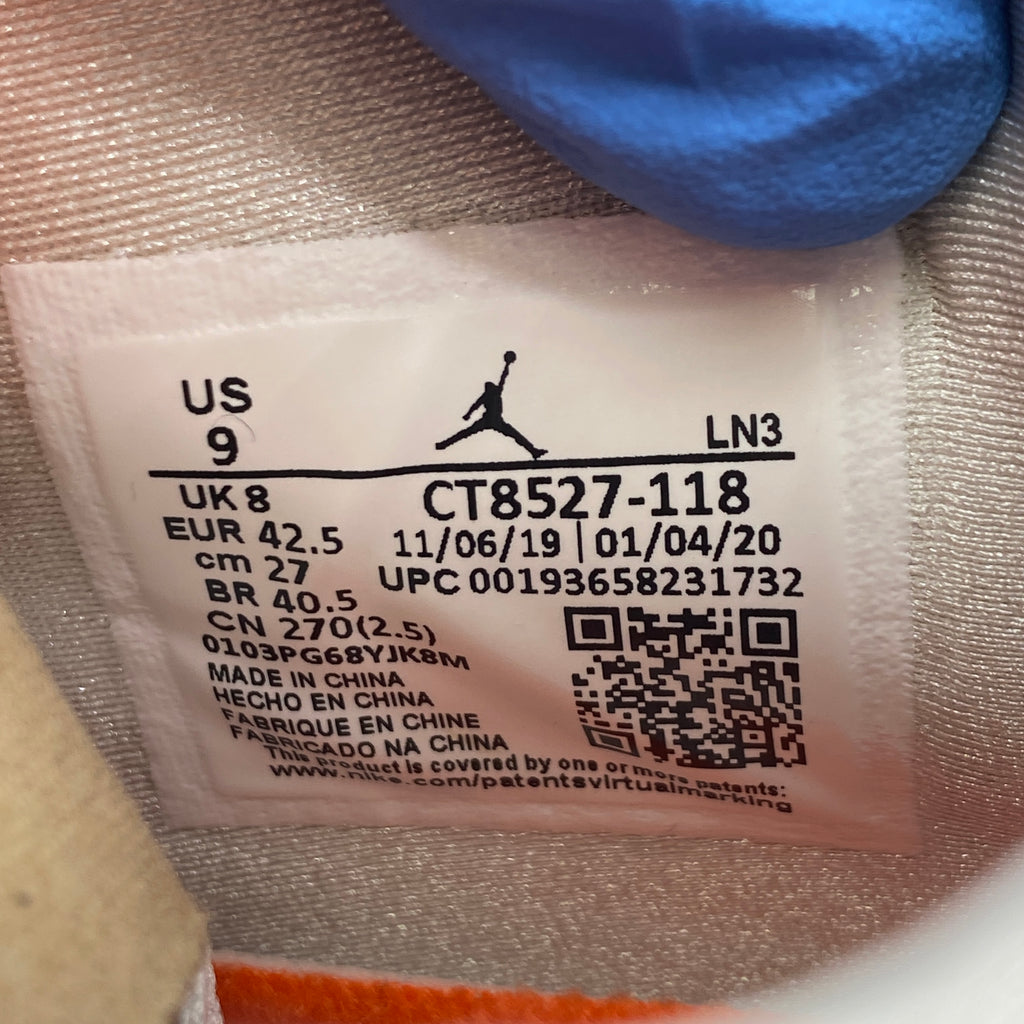 US
9
LN3
UK 8
CT8527-118
EUR 42.5
11/06/19 | 01/04/20
cm 27
UPC 00193658231732
BR 40.5
CN 270(2.5)
0103PG68YJK8M
MADE IN CHINA
HECHO EN CHINA
FABRIQUE EN CHINE
FABRICADO NA CHINA
This product is covered by one or more patents:
www.nike.com/patentsvirtualmarking